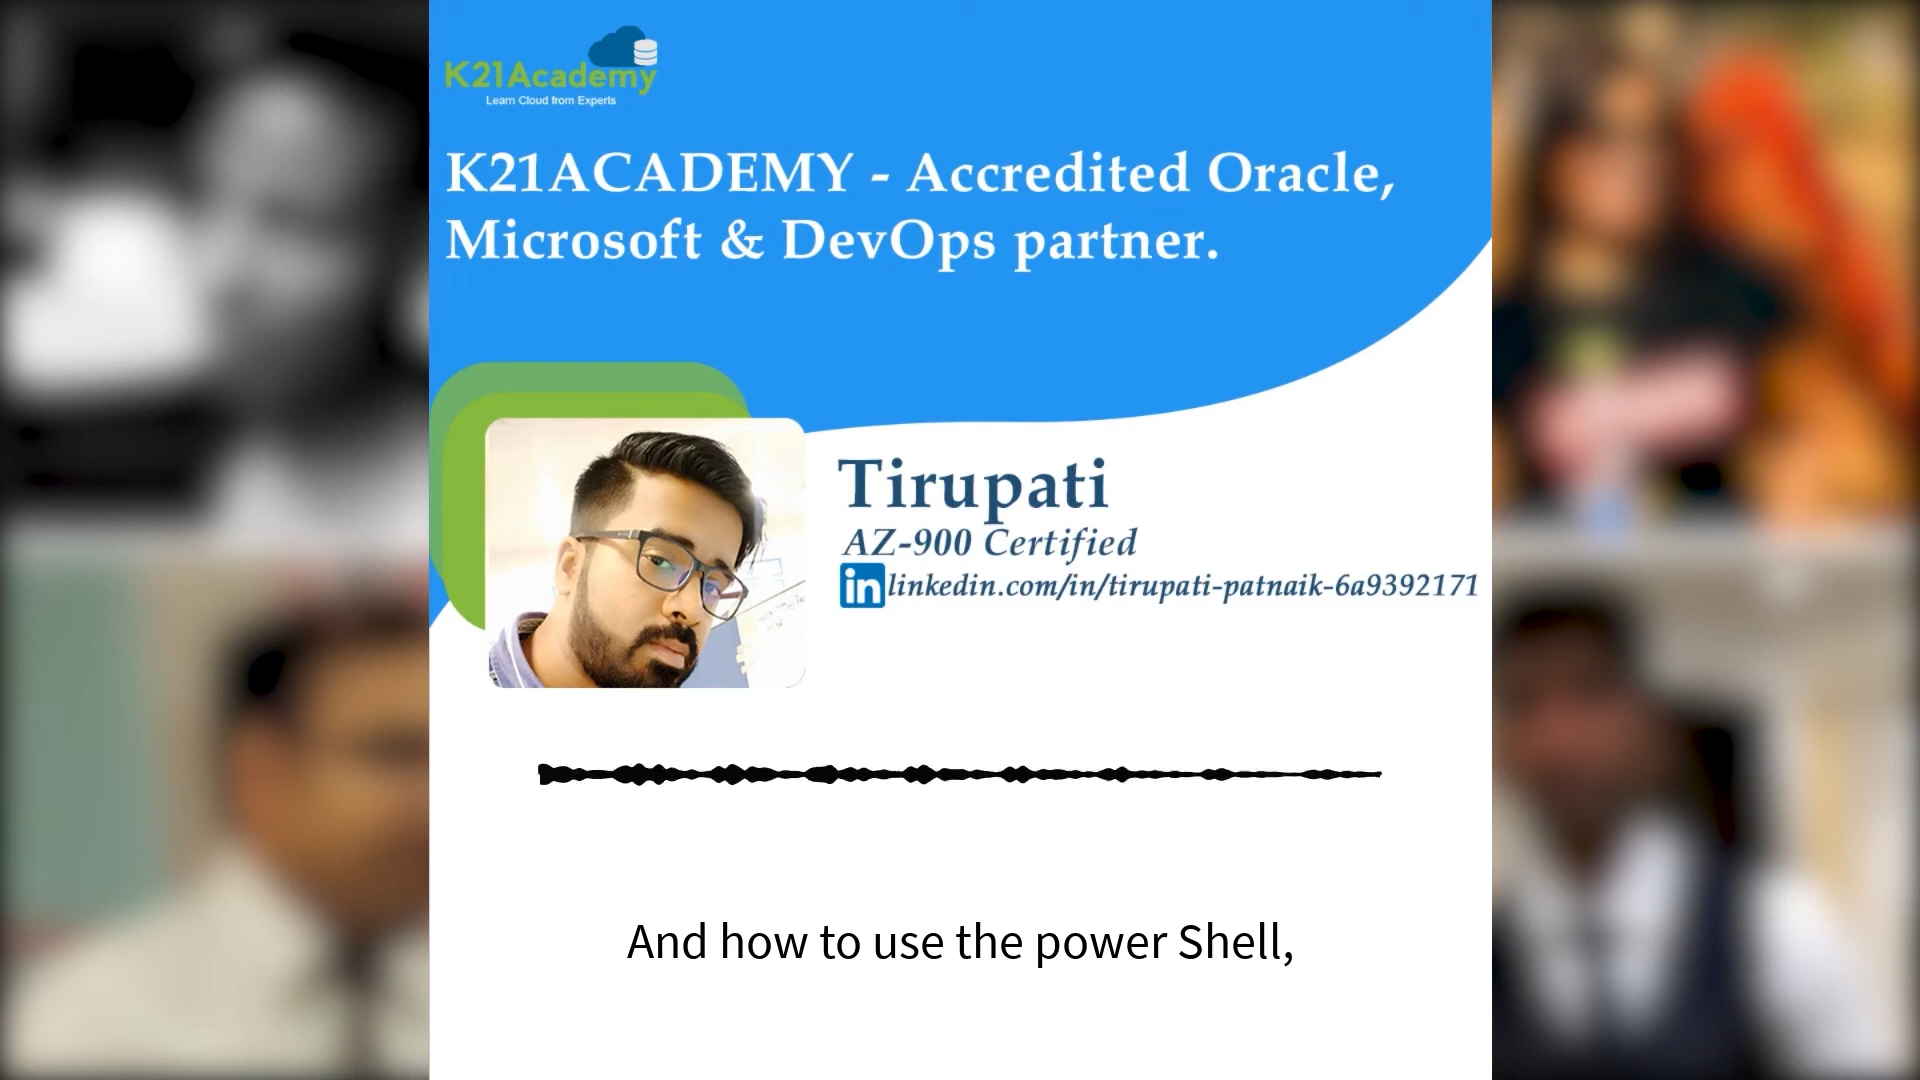 K21Academy
Learn Cloud from Experts
K21ACADEMY - Accredited Oracle,
Microsoft & DevOps partner.
Tirupati
AZ-900 Certified
in linkedin.com/in/tirupati-patnaik-6a9392171
And how to use the power Shell,